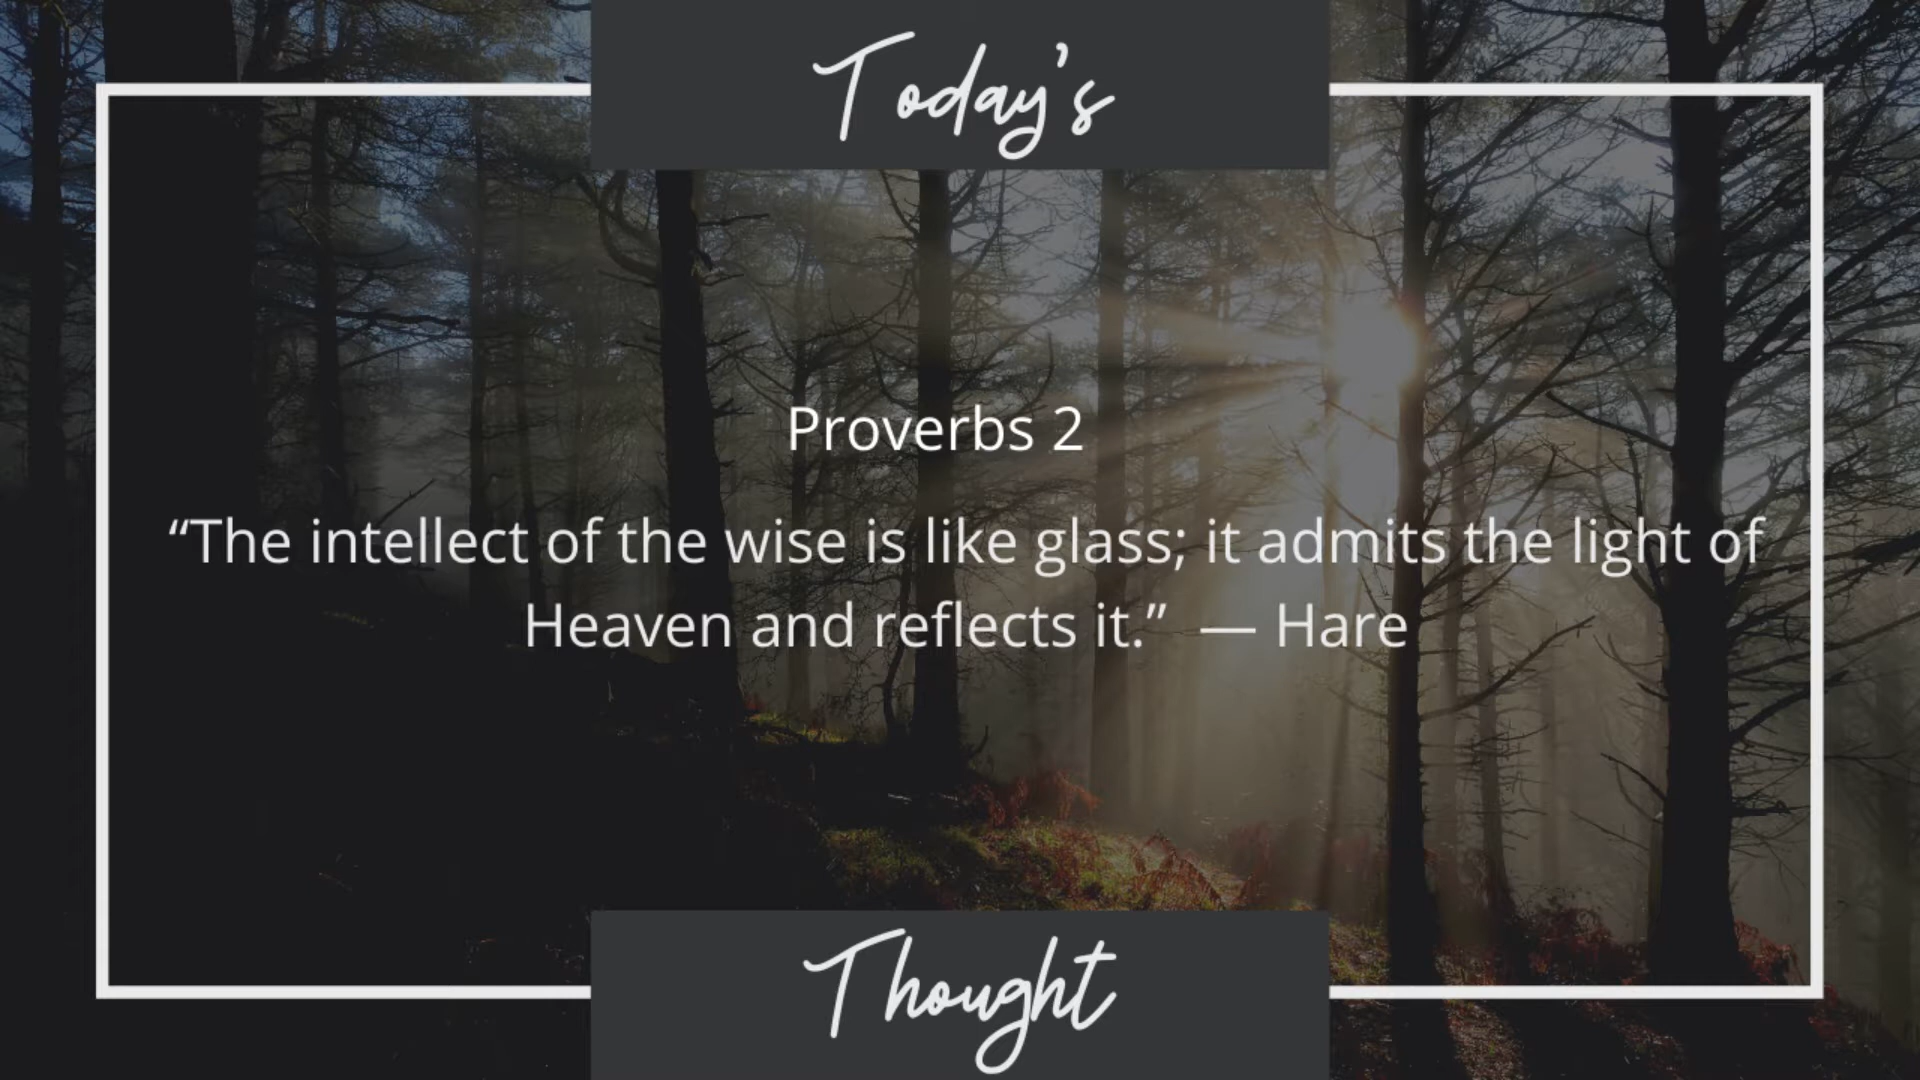 Today's
Proverbs 2
“The intellect of the wise is like glass; it admits the light of
Heaven and reflects it.”  — Hare
Thought